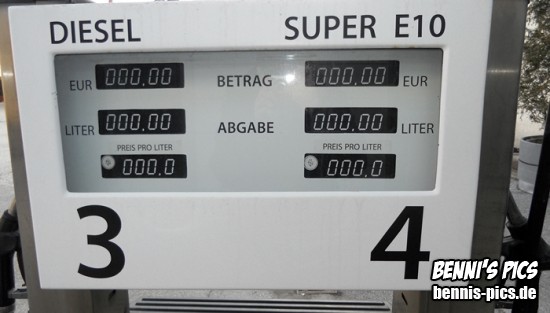 DIESEL SUPER E10
EUR 000.00 BETRAG 000.00 EUR
LITER 000.00 ABGABE 000.00 LITER
PREIS PRO LITER PREIS PRO LITER
000.0 000.0
3 4
BENNI'S PICS
bennis-pics.de